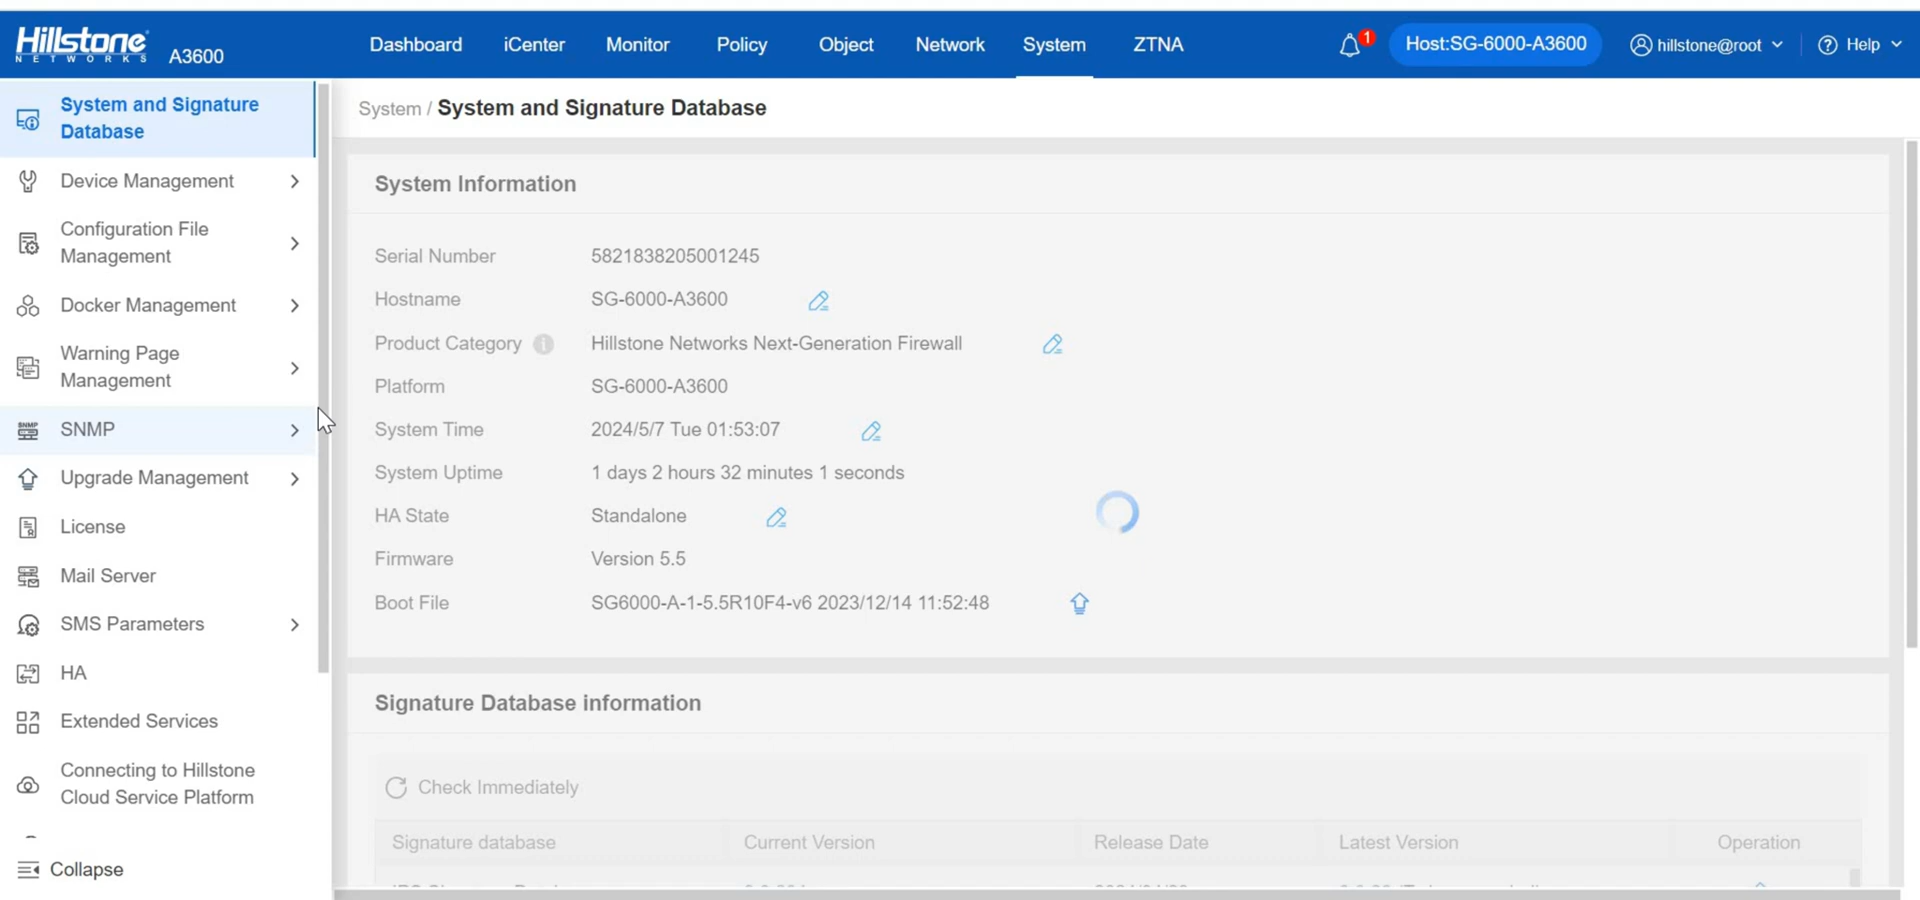 Hillstone
NETWORKS
A3600
Dashboard
iCenter
Monitor
Policy
Object
Network
System
ZTNA
1
Host:SG-6000-A3600
hillstone@root
Help
System and Signature
Database
Device Management
Configuration File
Management
Docker Management
Warning Page
Management
SNMP
SNMP
Upgrade Management
License
Mail Server
SMS Parameters
HA
Extended Services
Connecting to Hillstone
Cloud Service Platform
Collapse
System / System and Signature Database
System Information
Serial Number 5821838205001245
Hostname SG-6000-A3600
Product Category Hillstone Networks Next-Generation Firewall
Platform SG-6000-A3600
System Time 2024/5/7 Tue 01:53:07
System Uptime 1 days 2 hours 32 minutes 1 seconds
HA State Standalone
Firmware Version 5.5
Boot File SG6000-A-1-5.5R10F4-v6 2023/12/14 11:52:48
Signature Database information
Check Immediately
Signature database Current Version Release Date Latest Version Operation